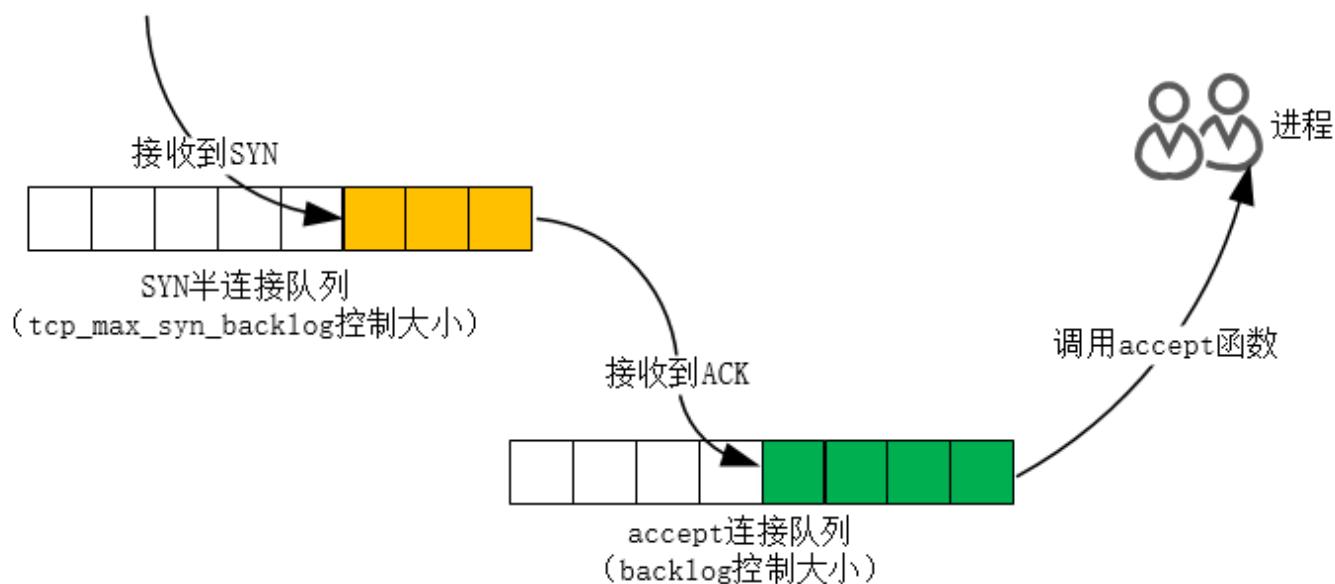 进程
接收到SYN
SYN半连接队列
（tcp_max_syn_backlog控制大小）
调用accept函数
接收到ACK
accept连接队列
（backlog控制大小）